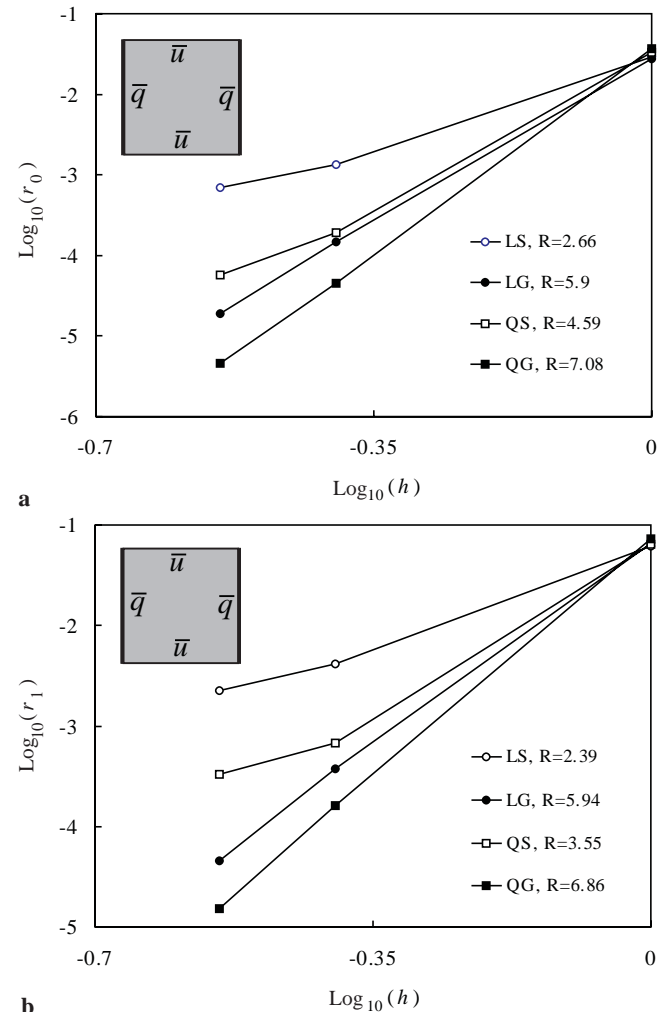 -1
-2
-3
-4
-5
-6
Log10(r0)
u̅
q̅ q̅
u̅
LS, R=2.66
LG, R=5.9
QS, R=4.59
QG, R=7.08
-0.7 -0.35 0
Log10(h)
a
-1
-2
-3
-4
-5
Log10(r1)
u̅
q̅ q̅
u̅
LS, R=2.39
LG, R=5.94
QS, R=3.55
QG, R=6.86
-0.7 -0.35 0
Log10(h)
b